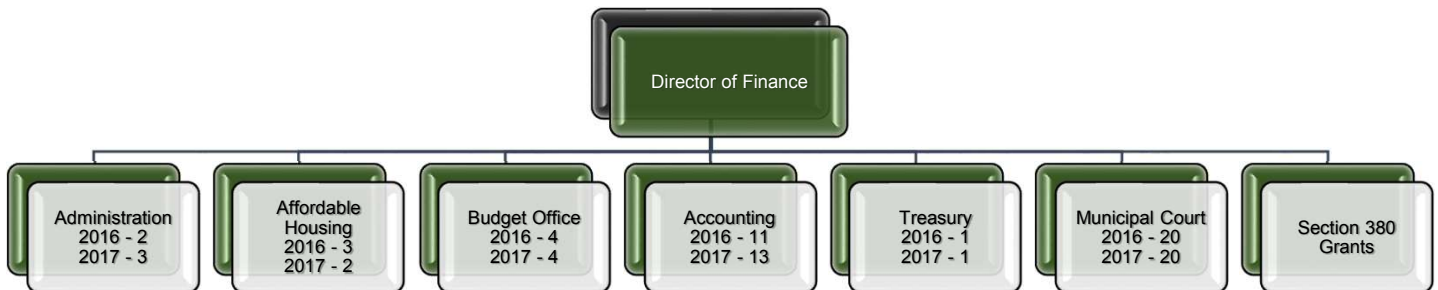 Director of Finance
Administration
2016 - 2
2017 - 3
Affordable
Housing
2016 - 3
2017 - 2
Budget Office
2016 - 4
2017 - 4
Accounting
2016 - 11
2017 - 13
Treasury
2016 - 1
2017 - 1
Municipal Court
2016 - 20
2017 - 20
Section 380
Grants